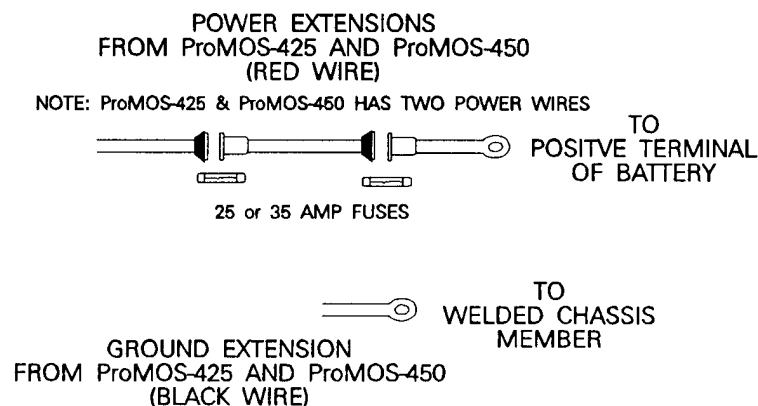 POWER EXTENSIONS
FROM ProMOS-425 AND ProMOS-450
(RED WIRE)
NOTE: ProMOS-425 & ProMOS-450 HAS TWO POWER WIRES
TO
POSITVE TERMINAL
OF BATTERY
25 or 35 AMP FUSES
TO
WELDED CHASSIS
MEMBER
GROUND EXTENSION
FROM ProMOS-425 AND ProMOS-450
(BLACK WIRE)